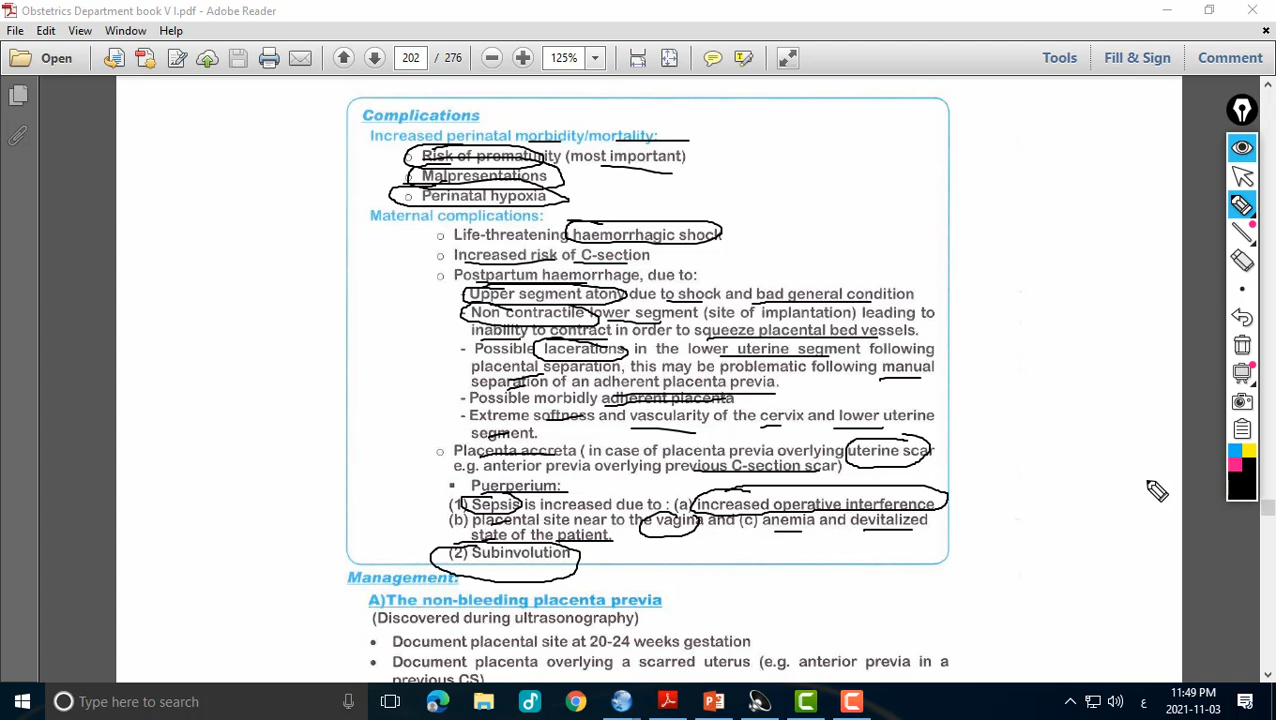 Obstetrics Department book V I.pdf - Adobe Reader
File Edit View Window Help
Open 202 / 276 125% Tools Fill & Sign Comment
Complications
Increased perinatal morbidity/mortality:
○ Risk of prematurity (most important)
○ Malpresentations
○ Perinatal hypoxia
Maternal complications:
○ Life-threatening haemorrhagic shock
○ Increased risk of C-section
○ Postpartum haemorrhage, due to:
- Upper segment atony due to shock and bad general condition
- Non contractile lower segment (site of implantation) leading to
inability to contract in order to squeeze placental bed vessels.
- Possible lacerations in the lower uterine segment following
placental separation, this may be problematic following manual
separation of an adherent placenta previa.
- Possible morbidly adherent placenta
- Extreme softness and vascularity of the cervix and lower uterine
segment.
○ Placenta accreta ( in case of placenta previa overlying uterine scar
e.g. anterior previa overlying previous C-section scar)
▪ Puerperium:
(1) Sepsis is increased due to : (a) increased operative interference
(b) placental site near to the vagina and (c) anemia and devitalized
state of the patient.
(2) Subinvolution
Management:
A)The non-bleeding placenta previa
(Discovered during ultrasonography)
• Document placental site at 20-24 weeks gestation
• Document placenta overlying a scarred uterus (e.g. anterior previa in a
previous CS)
Type here to search
ع
11:49 PM
2021-11-03